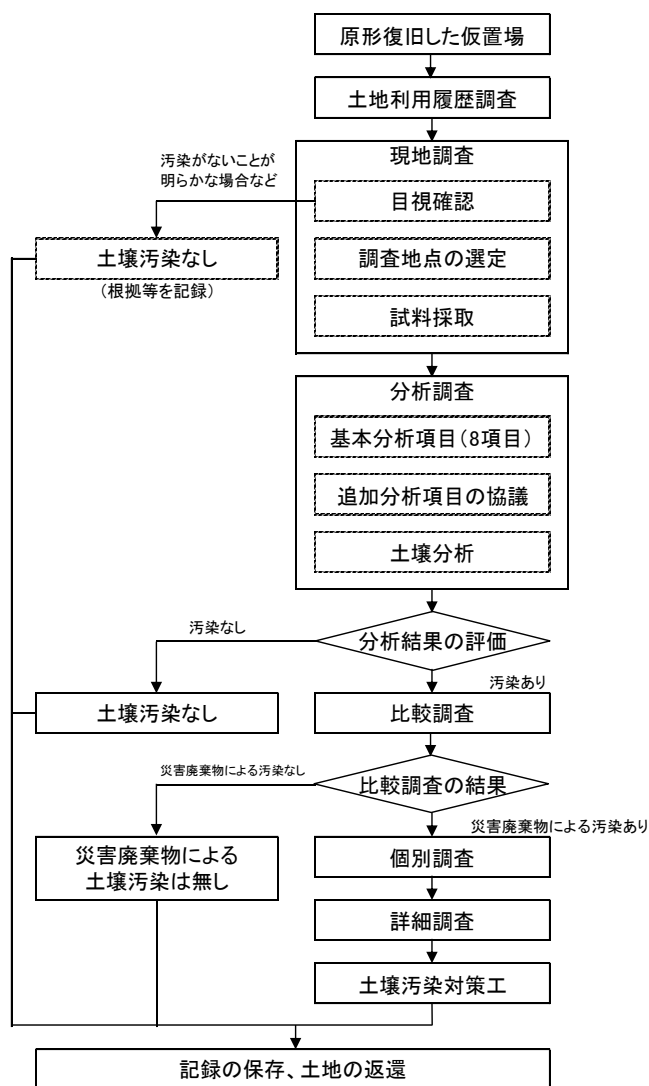 原形復旧した仮置場
土地利用履歴調査
現地調査
汚染がないことが
明らかな場合など
目視確認
土壌汚染なし
(根拠等を記録)
調査地点の選定
試料採取
分析調査
基本分析項目(8項目)
追加分析項目の協議
土壌分析
汚染なし
分析結果の評価
汚染あり
土壌汚染なし
比較調査
災害廃棄物による汚染なし
比較調査の結果
災害廃棄物による汚染あり
災害廃棄物による
土壌汚染は無し
個別調査
詳細調査
土壌汚染対策工
記録の保存、土地の返還